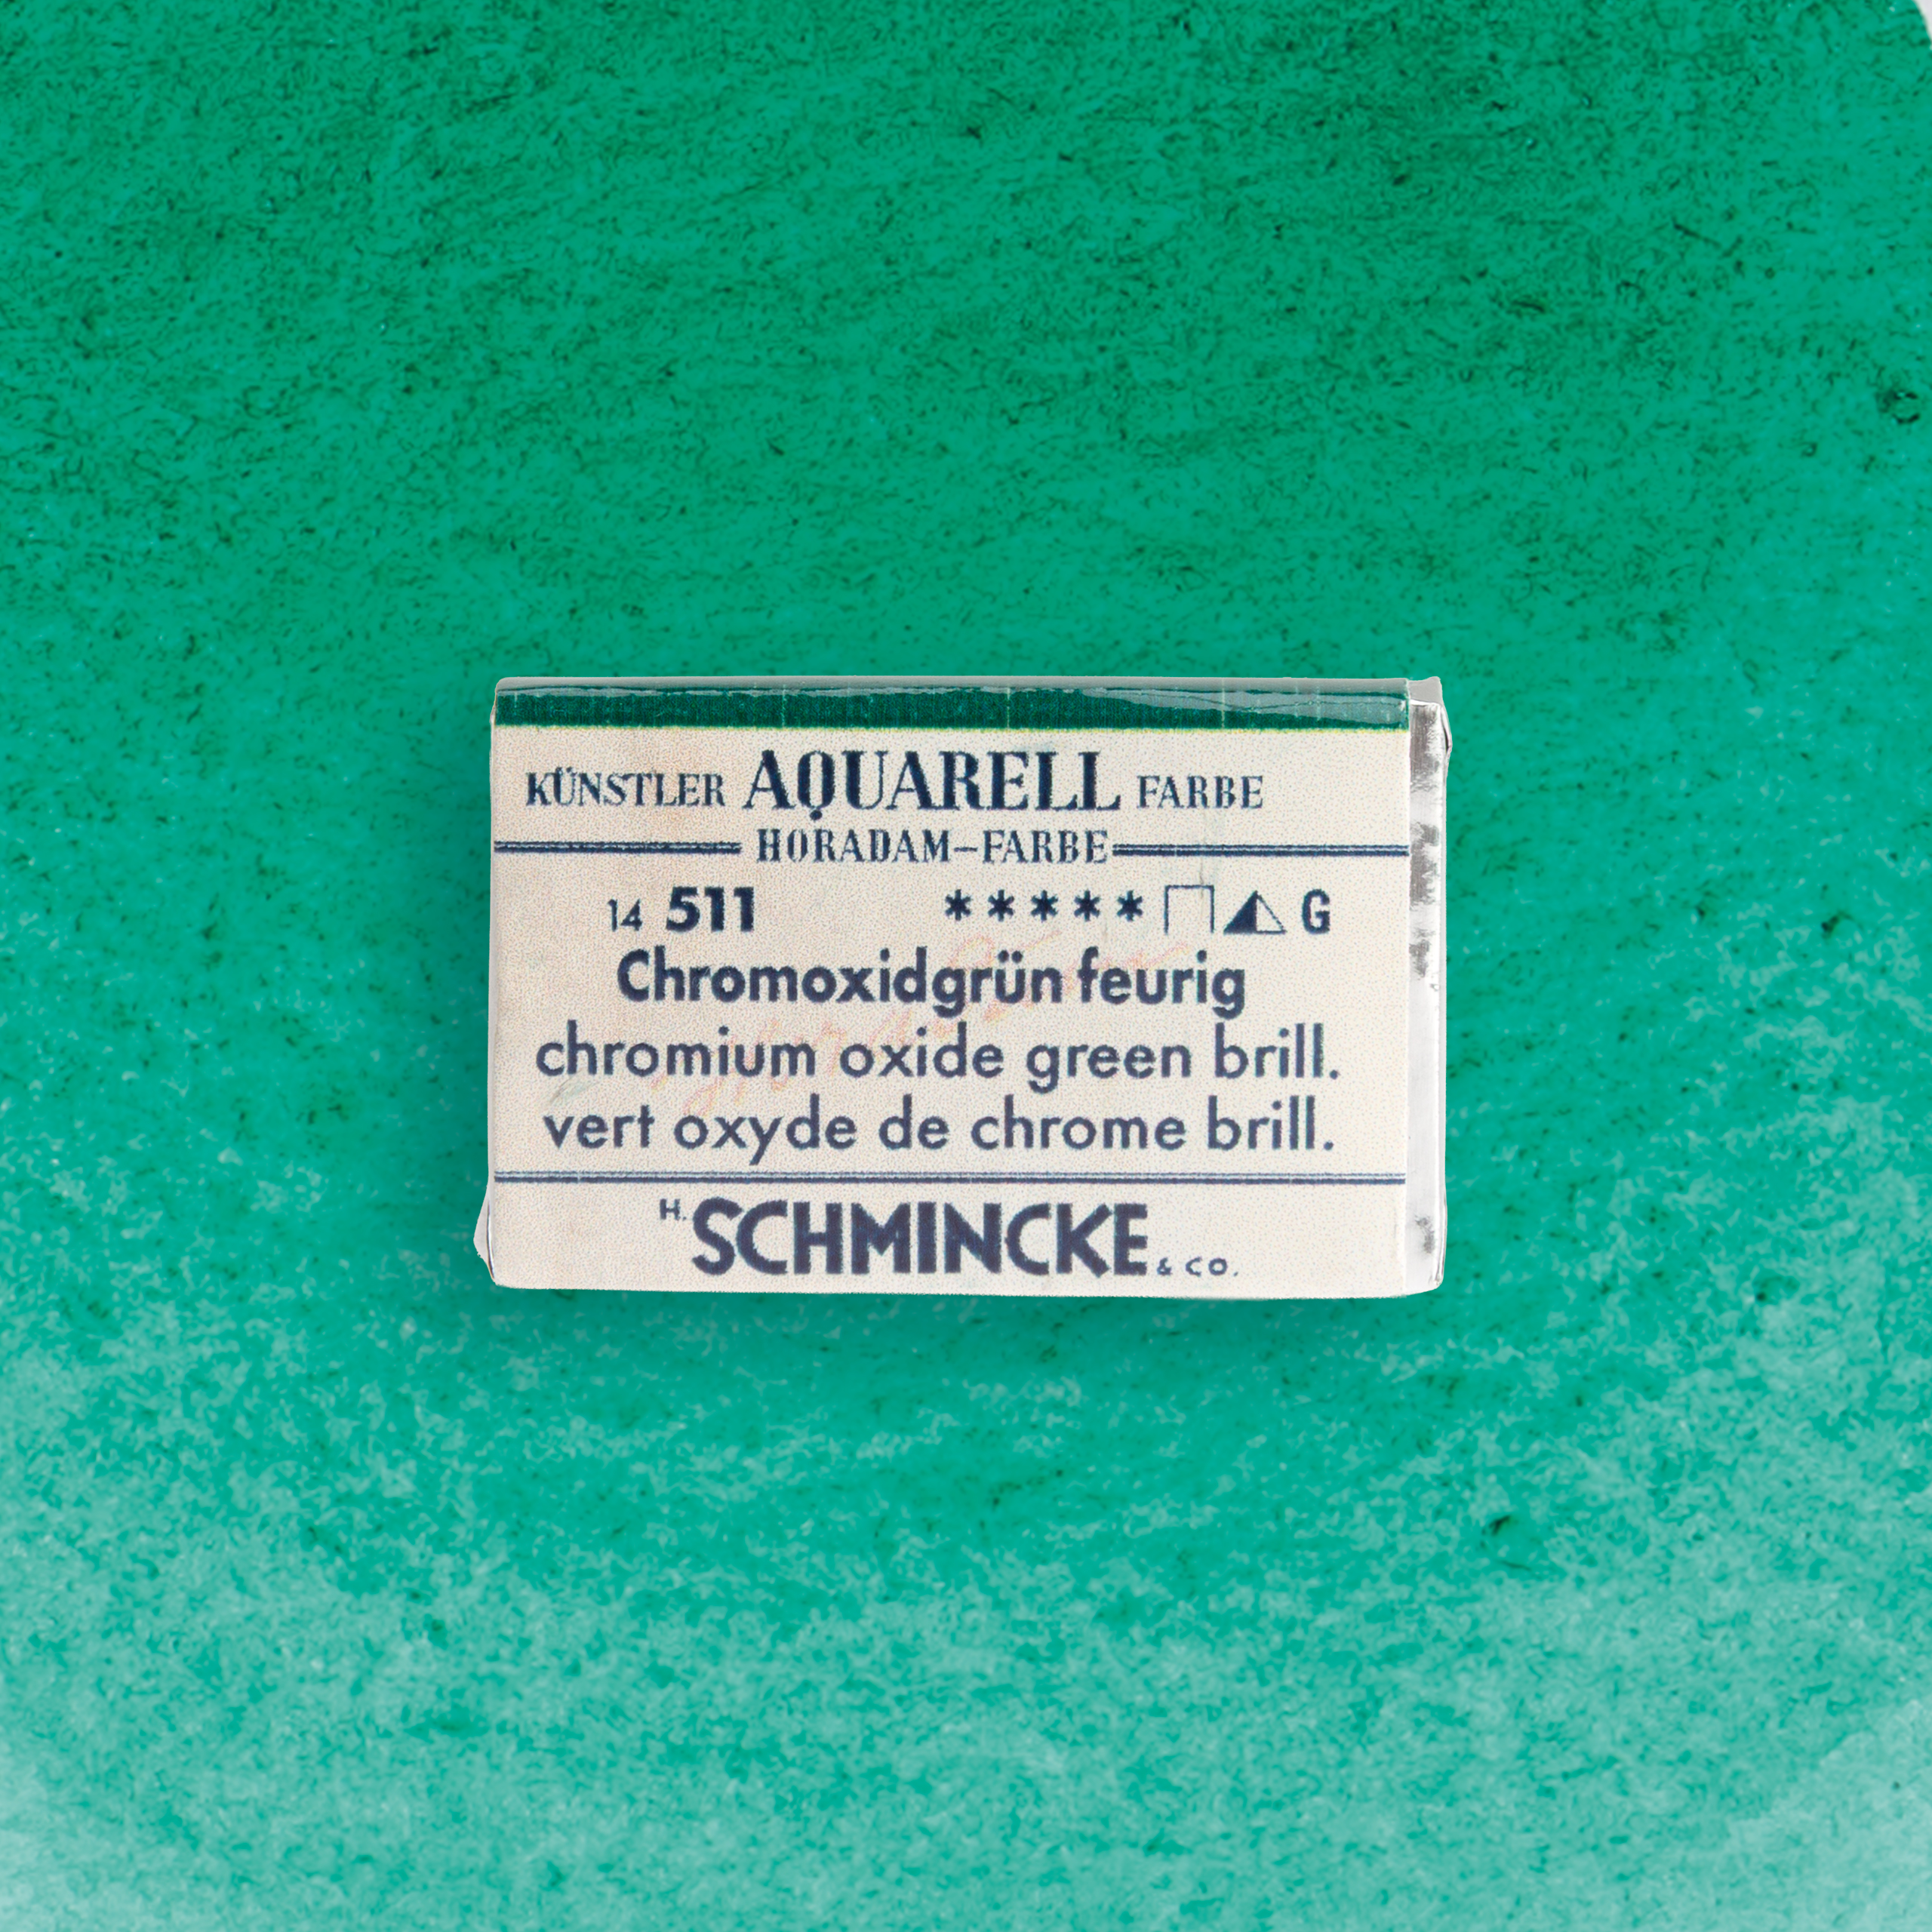 KÜNSTLER AQUARELL FARBE
HORADAM–FARBE
14 511 ***** G
Chromoxidgrün feurig
chromium oxide green brill.
vert oxyde de chrome brill.
H. SCHMINCKE & CO.